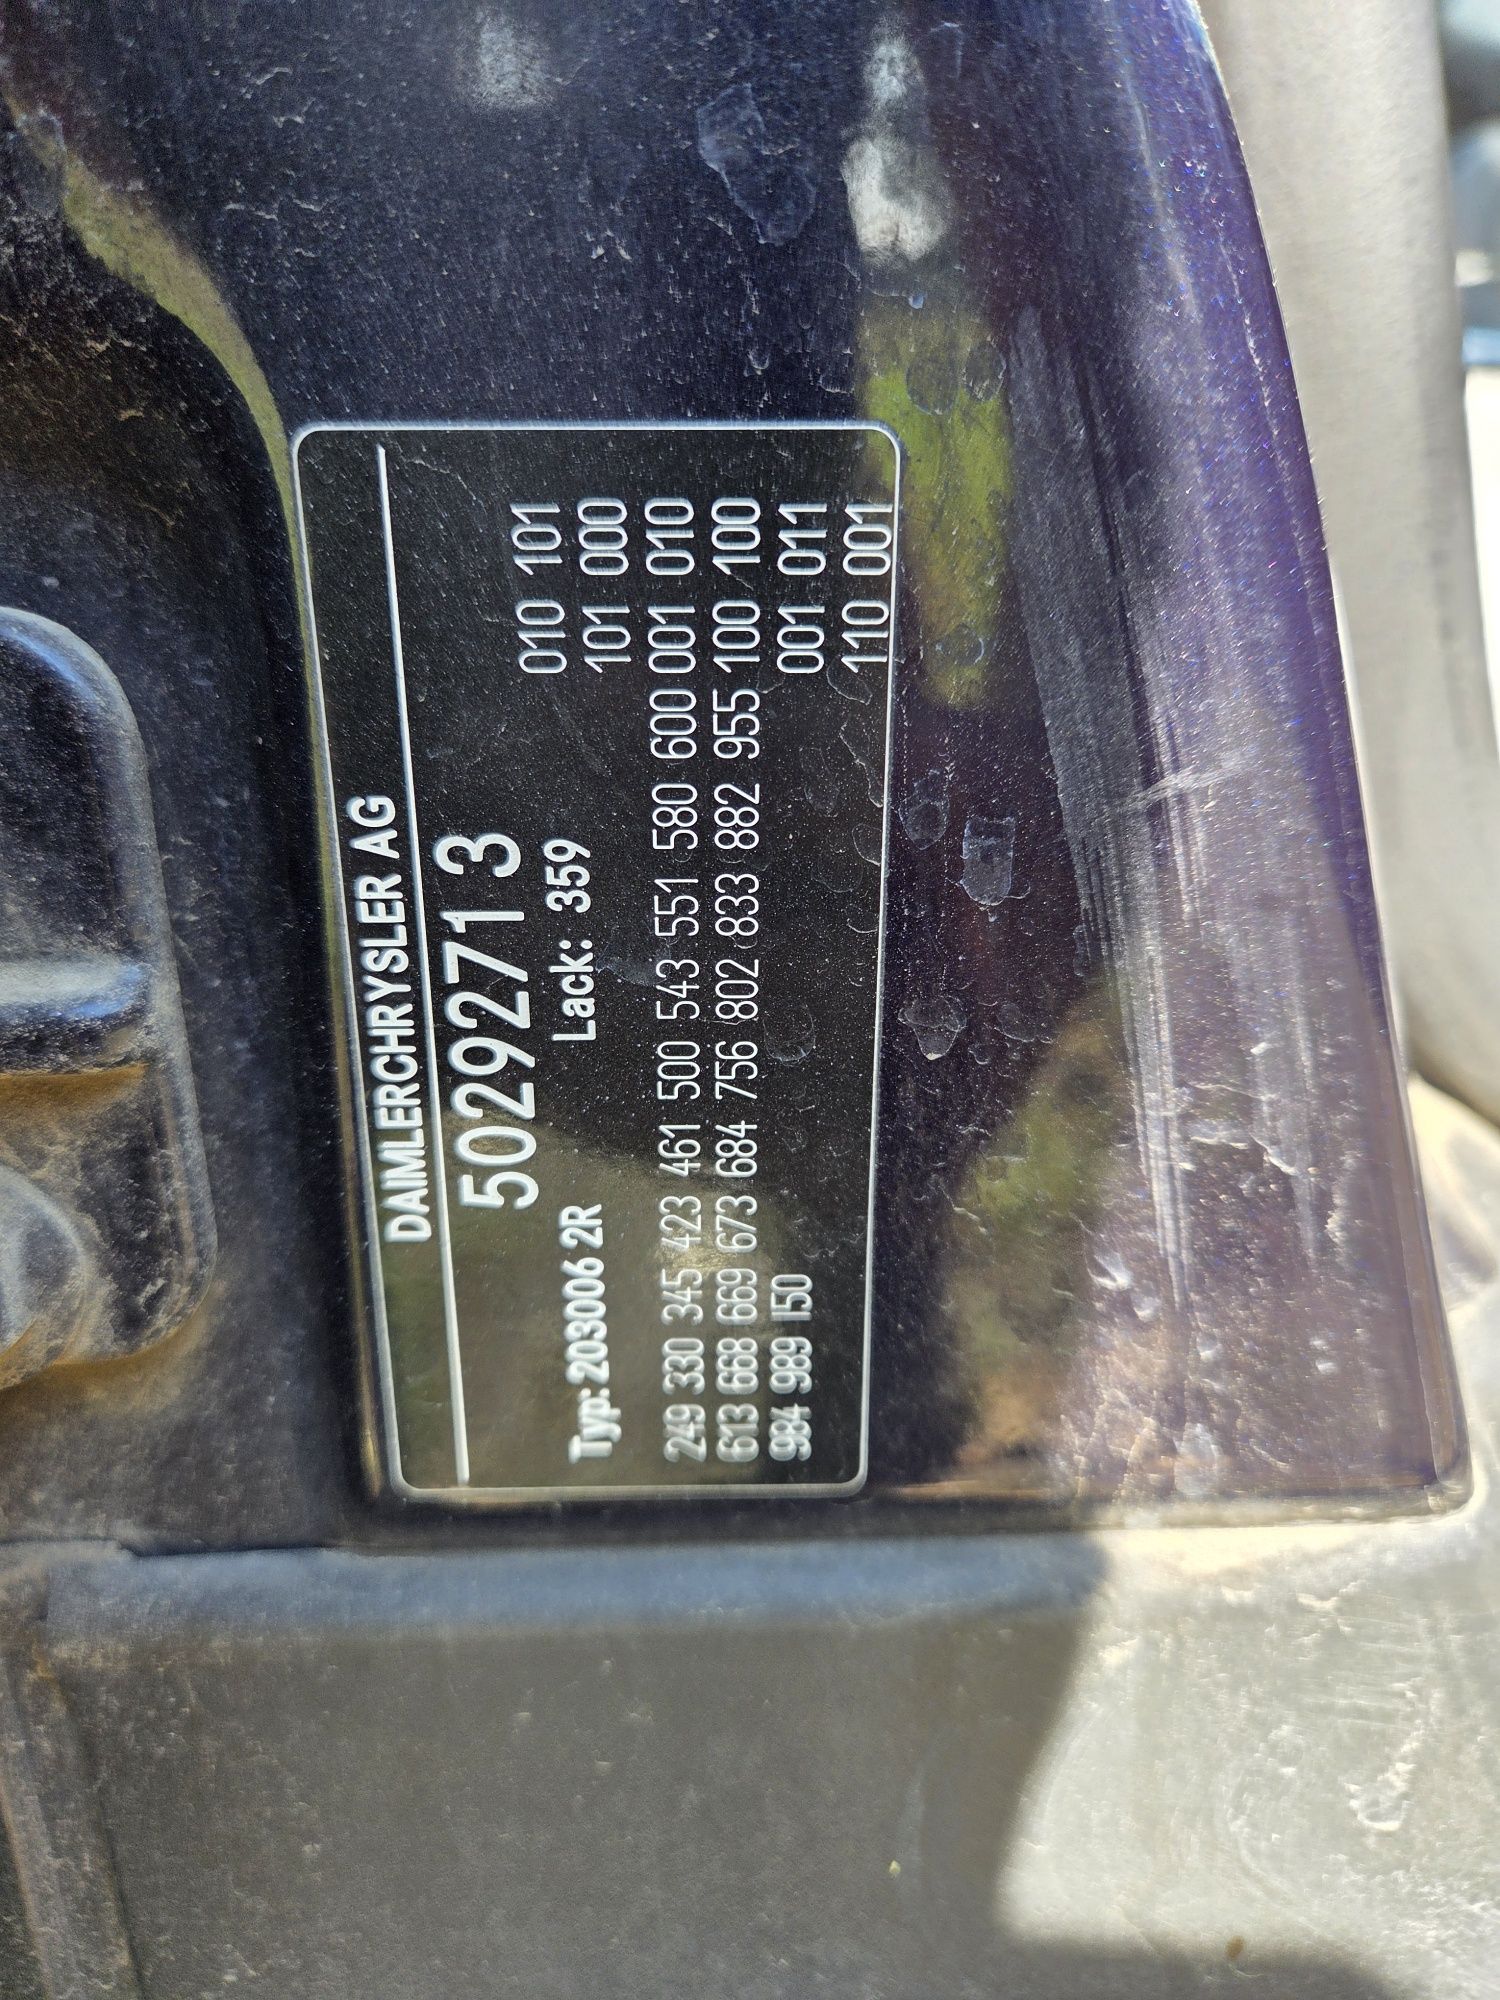 DAIMLERCHRYSLER AG
5029271 3
010 101
Typ: 203006 2R Lack: 359
101 000
249 330 345 423 461 500 543 551 580 600 001 010
613 668 669 673 684 756 802 833 882 955 100 100
984 989 150 001 011
110 001